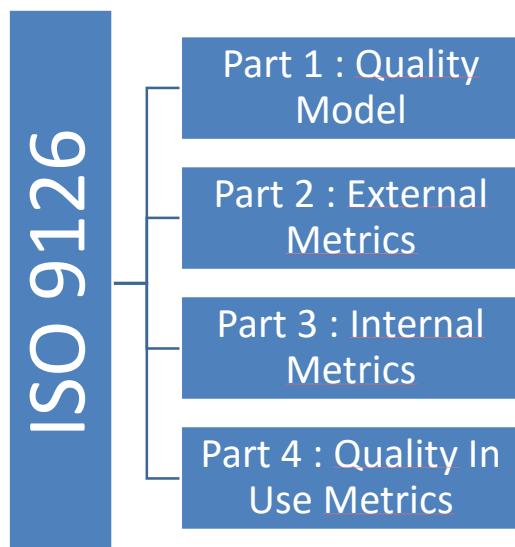 ISO 9126
Part 1 : Quality
Model
Part 2 : External
Metrics
Part 3 : Internal
Metrics
Part 4 : Quality In
Use Metrics